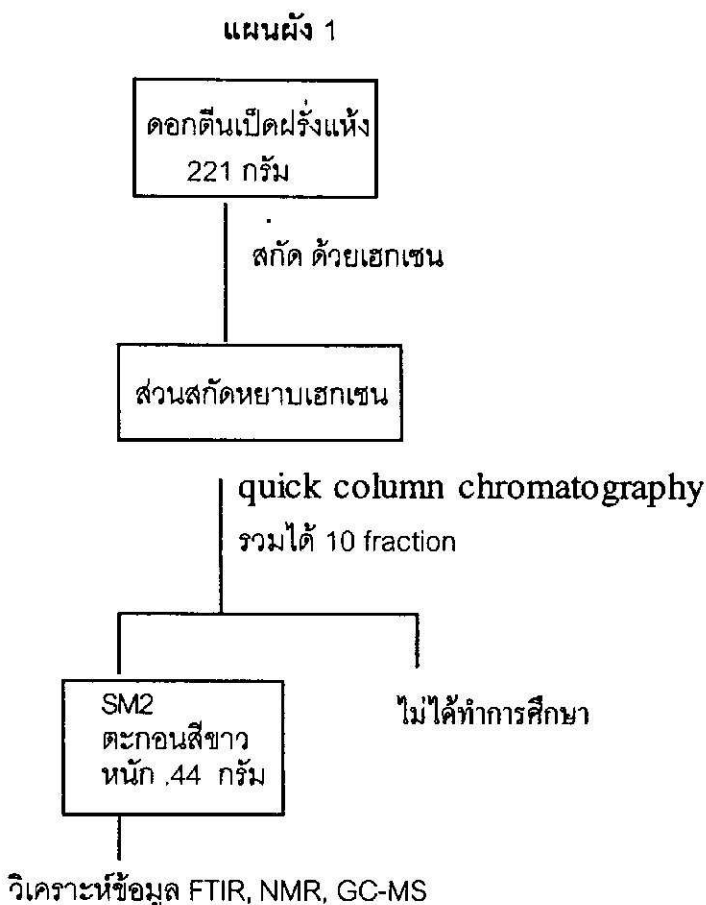 แผนผัง 1
ดอกตีนเป็ดฝรั่งแห้ง
221 กรัม
สกัด ด้วยเฮกเซน
ส่วนสกัดหยาบเฮกเซน
quick column chromatography
รวมได้ 10 fraction
SM2
ตะกอนสีขาว
หนัก .44 กรัม
ไม่ได้ทำการศึกษา
วิเคราะห์ข้อมูล FTIR, NMR, GC-MS